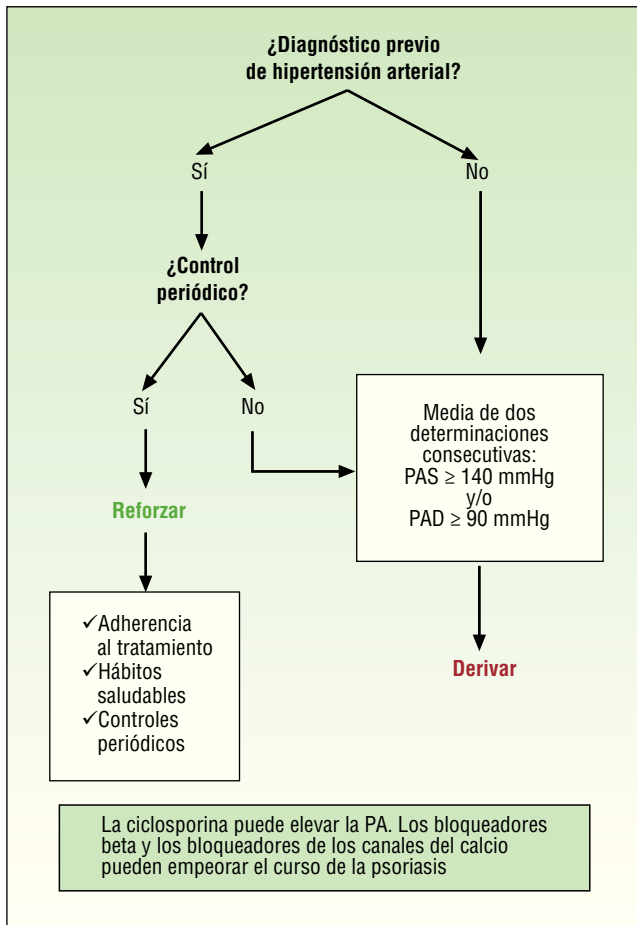 ¿Diagnóstico previo
de hipertensión arterial?
Sí
No
¿Control
periódico?
Sí
No
Media de dos
determinaciones
consecutivas:
PAS ≥ 140 mmHg
y/o
PAD ≥ 90 mmHg
Reforzar
✓Adherencia
al tratamiento
✓Hábitos
saludables
✓Controles
periódicos
Derivar
La ciclosporina puede elevar la PA. Los bloqueadores
beta y los bloqueadores de los canales del calcio
pueden empeorar el curso de la psoriasis